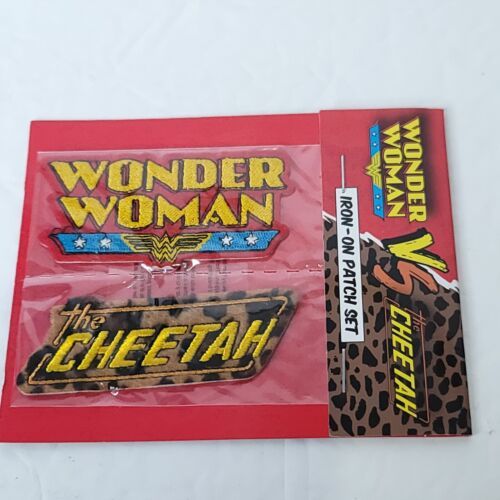 WONDER
WOMAN
the
CHEETAH
WONDER
WOMAN
VS
the
CHEETAH
IRON-ON PATCH SET